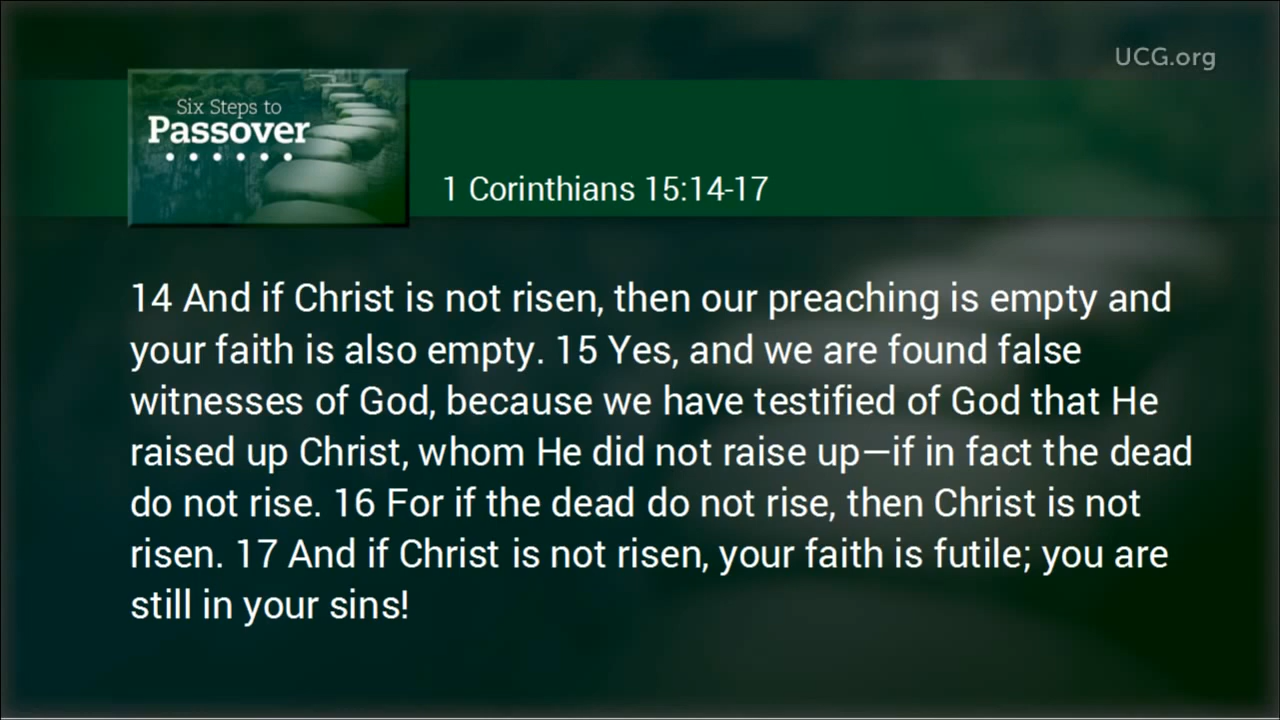 UCG.org
Six Steps to
Passover
1 Corinthians 15:14-17
14 And if Christ is not risen, then our preaching is empty and
your faith is also empty. 15 Yes, and we are found false
witnesses of God, because we have testified of God that He
raised up Christ, whom He did not raise up—if in fact the dead
do not rise. 16 For if the dead do not rise, then Christ is not
risen. 17 And if Christ is not risen, your faith is futile; you are
still in your sins!